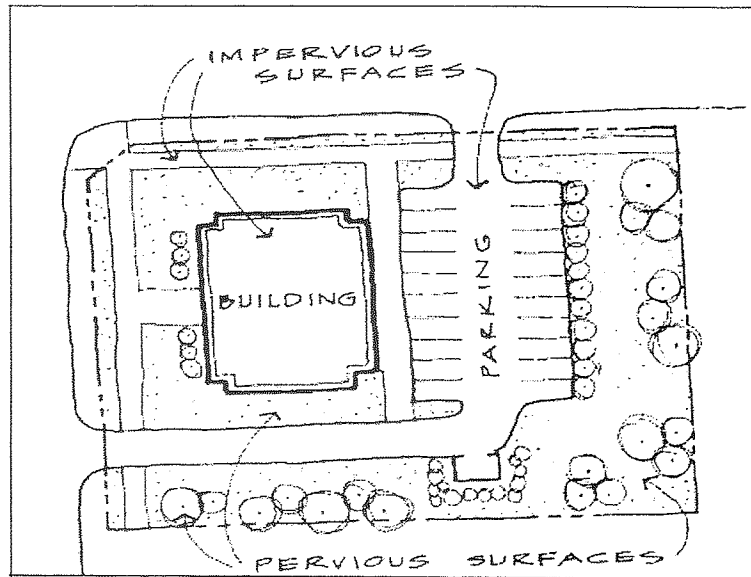 IMPERVIOUS
SURFACES
BUILDING
PARKING
PERVIOUS SURFACES